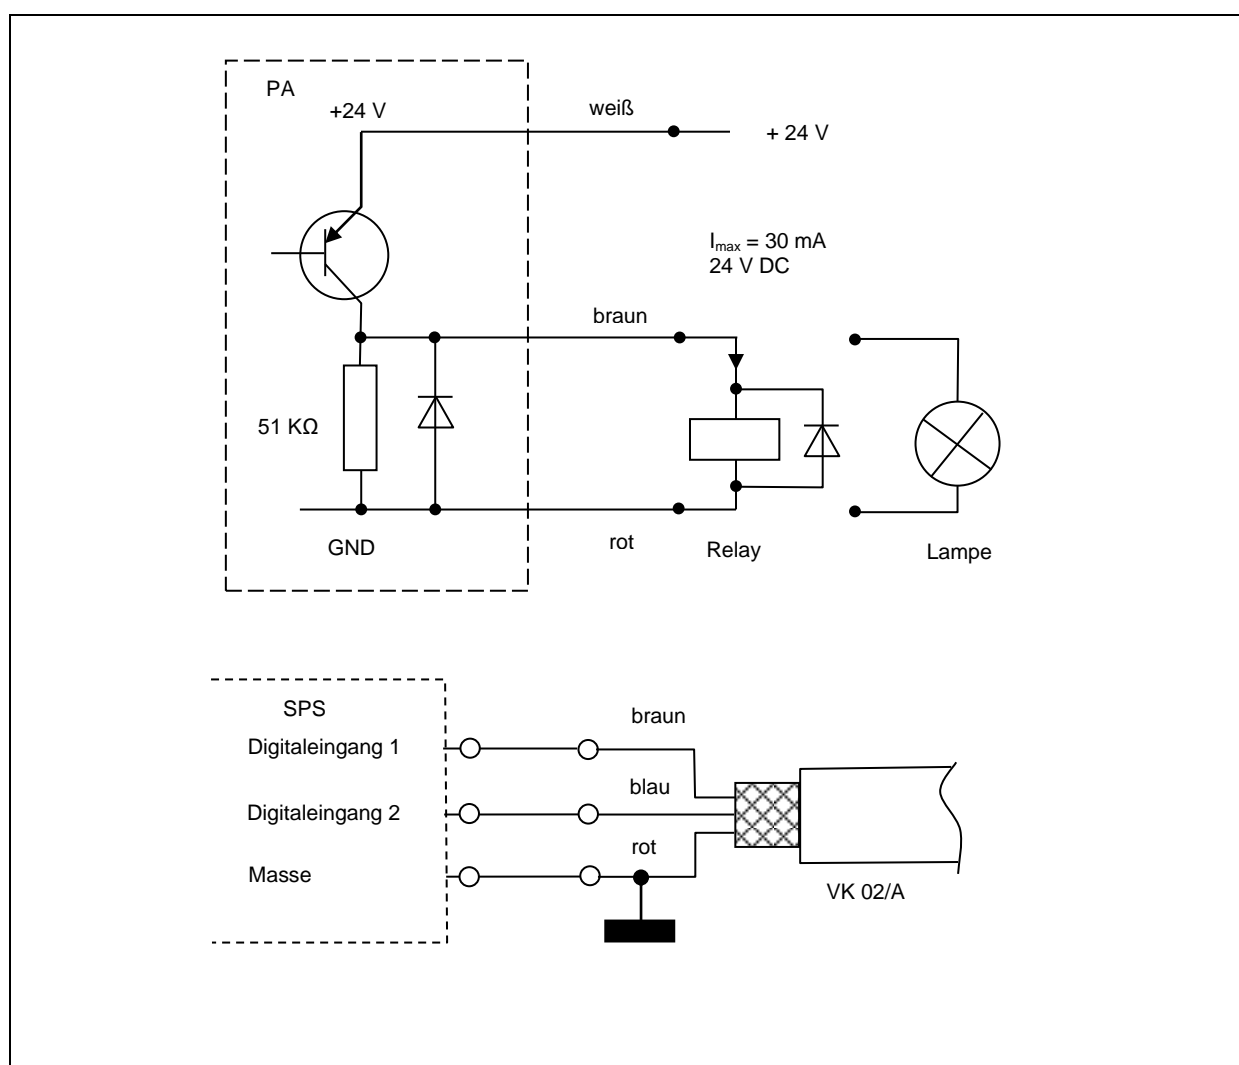 PA
+24 V
weiß
+ 24 V
Imax = 30 mA
24 V DC
braun
51 KΩ
GND
rot
Relay
Lampe
SPS
braun
Digitaleingang 1
blau
Digitaleingang 2
rot
Masse
VK 02/A